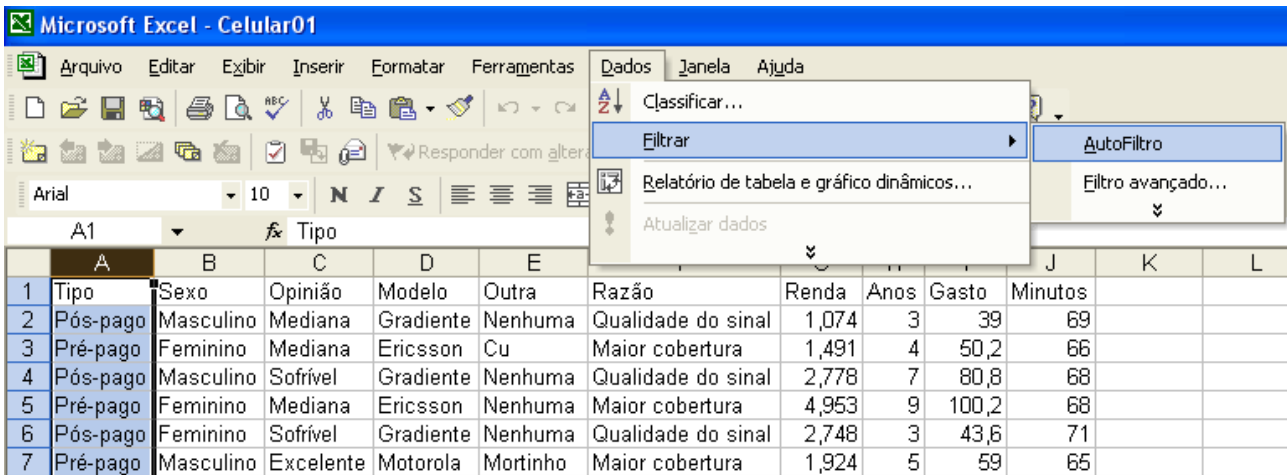 Microsoft Excel - Celular01
Arquivo Editar Exibir Inserir Formatar Ferramentas Dados Janela Ajuda
Classificar...
Filtrar AutoFiltro
Responder com alter
Relatório de tabela e gráfico dinâmicos... Filtro avançado...
Arial 10 N I S
Atualizar dados
A1 fx Tipo
A B C D E J K L
1 Tipo Sexo Opinião Modelo Outra Razão Renda Anos Gasto Minutos
2 Pós-pago Masculino Mediana Gradiente Nenhuma Qualidade do sinal 1,074 3 39 69
3 Pré-pago Feminino Mediana Ericsson Cu Maior cobertura 1,491 4 50,2 66
4 Pós-pago Masculino Sofrível Gradiente Nenhuma Qualidade do sinal 2,778 7 80,8 68
5 Pré-pago Feminino Mediana Ericsson Nenhuma Maior cobertura 4,953 9 100,2 68
6 Pós-pago Feminino Sofrível Gradiente Nenhuma Qualidade do sinal 2,748 3 43,6 71
7 Pré-pago Masculino Excelente Motorola Mortinho Maior cobertura 1,924 5 59 65